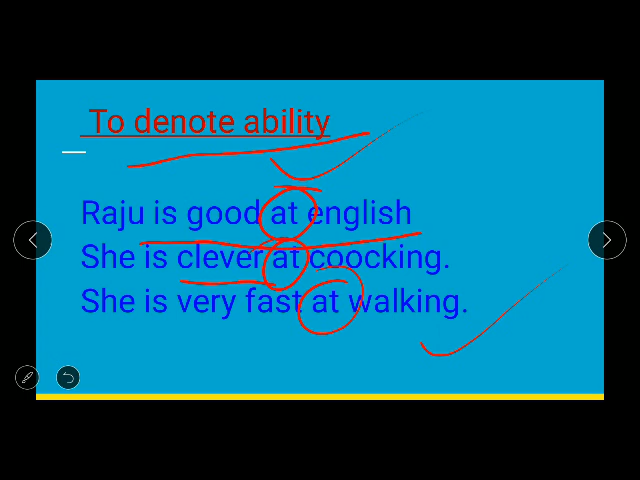 To denote ability
Raju is good at english
She is clever at coocking.
She is very fast at walking.